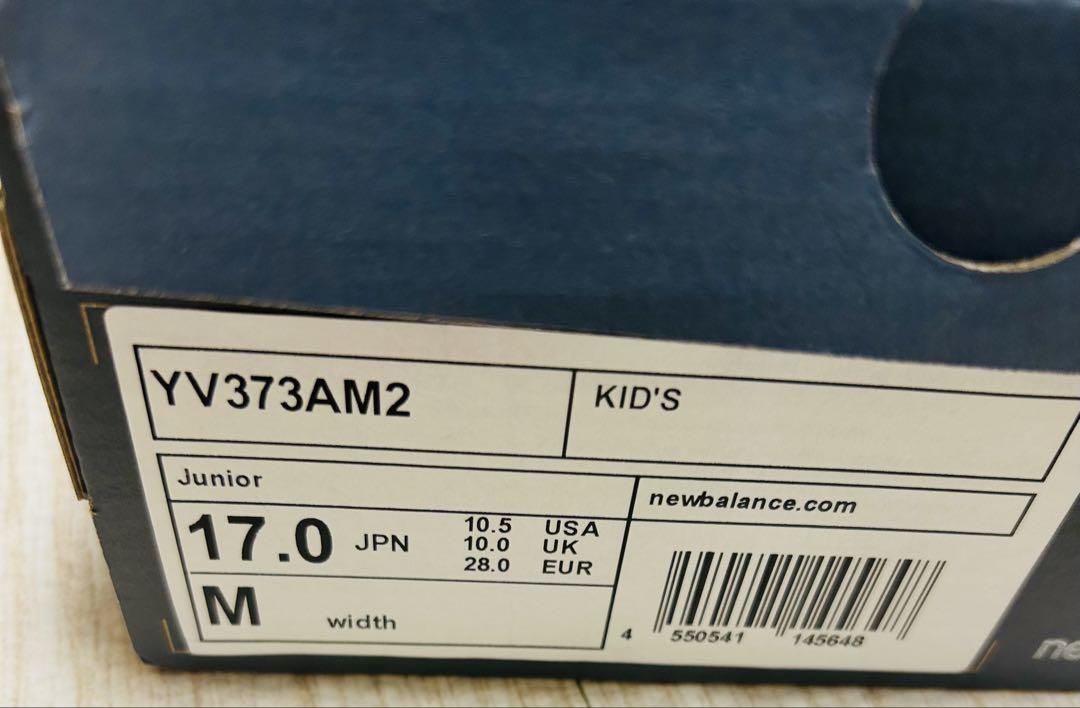 YV373AM2
KID'S
Junior
newbalance.com
17.0 JPN
10.5 USA
10.0 UK
28.0 EUR
M width
4 550541 145648
ne